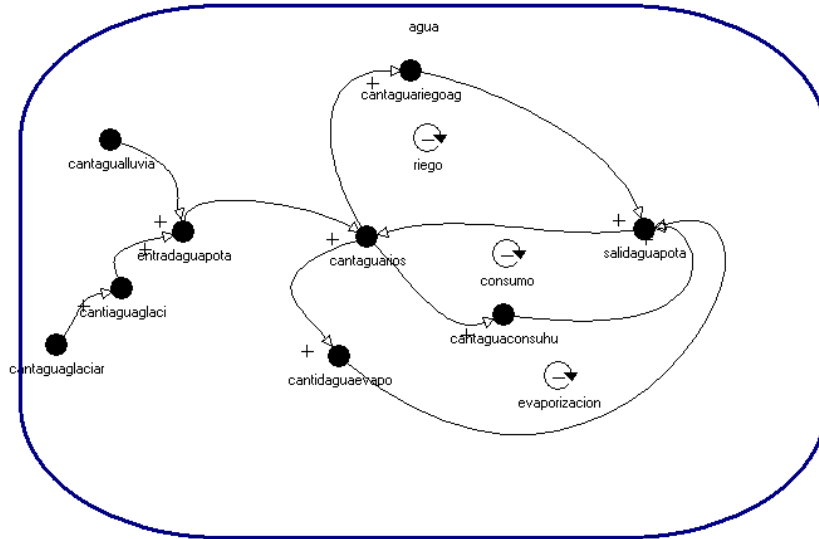 agua
cantaguariegoag
riego
cantagualluvia
entradaguapota
cantaguarios
consumo
salidaguapota
cantiaguaglaci
cantaguaconsuhu
cantaguaglaciar
cantidaguaevapo
evaporizacion